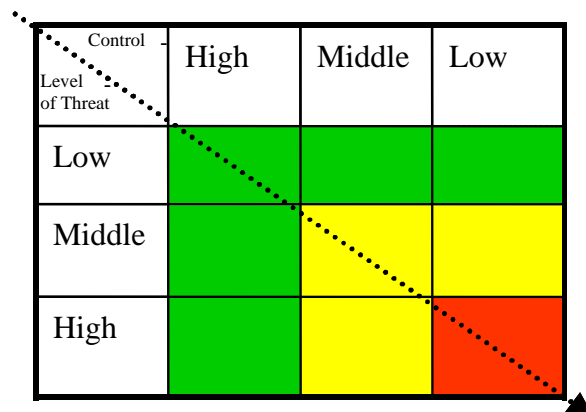 Control -
Level -
of Threat
High Middle Low
Low
Middle
High